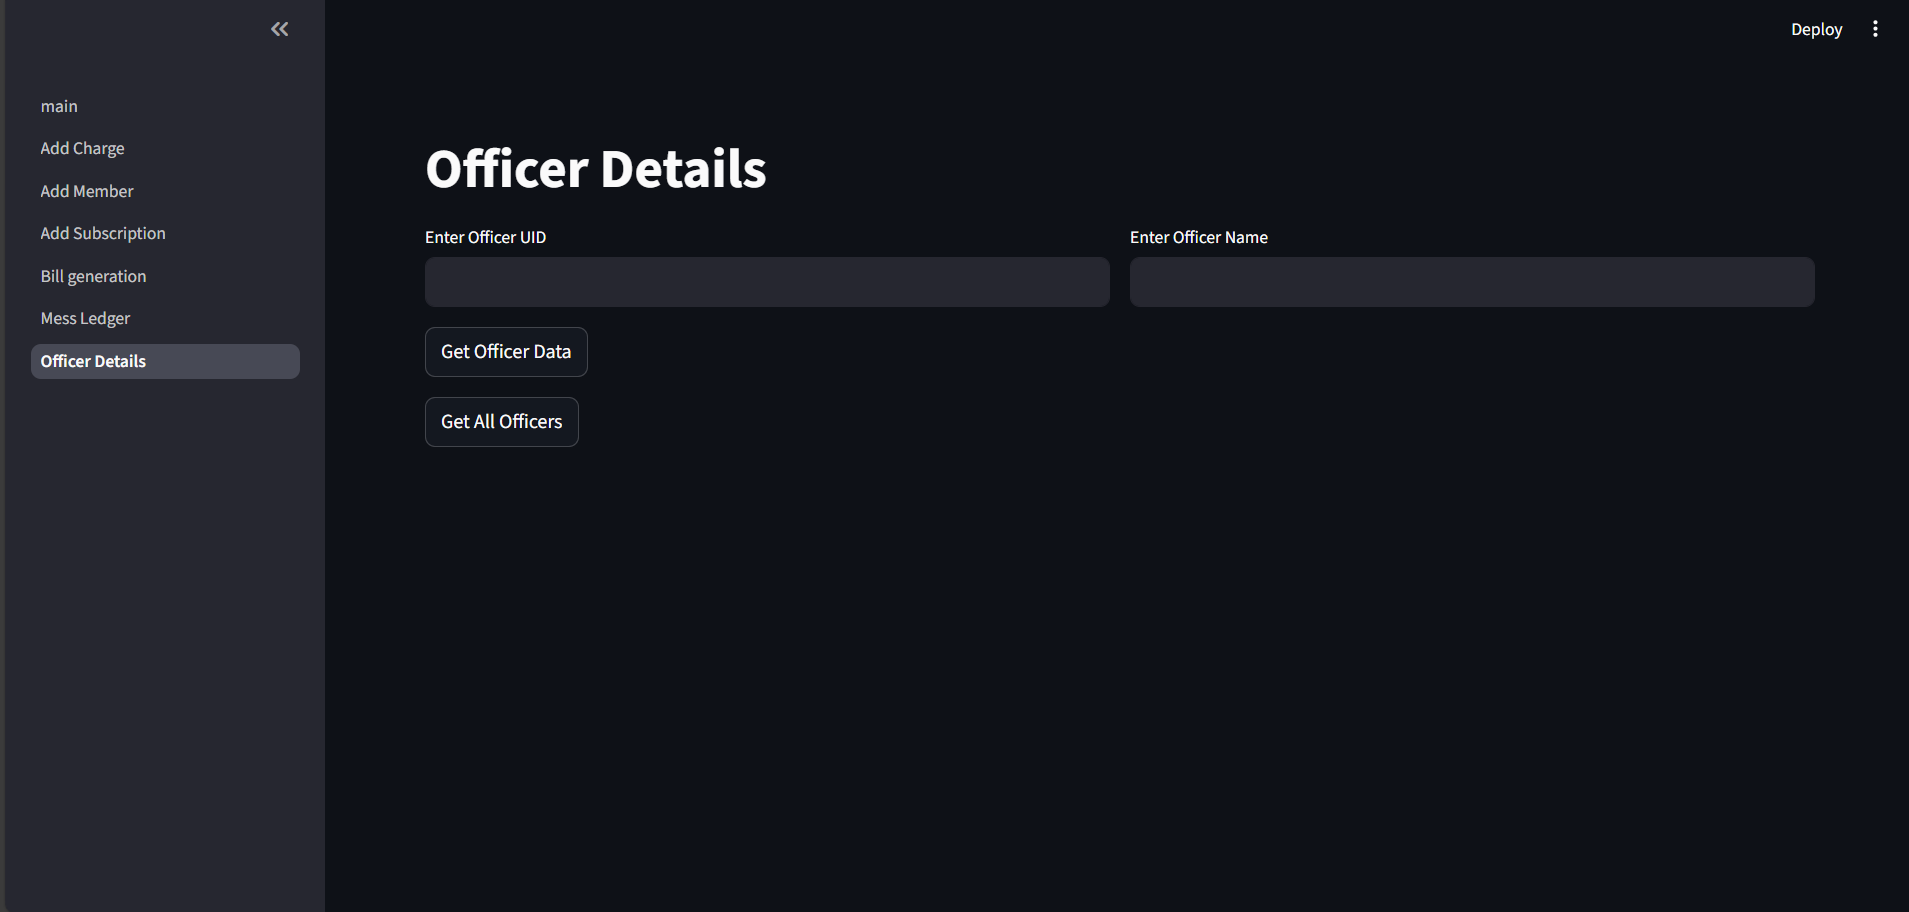 Deploy
main
Add Charge
Add Member
Add Subscription
Bill generation
Mess Ledger
Officer Details
Officer Details
Enter Officer UID
Enter Officer Name
Get Officer Data
Get All Officers